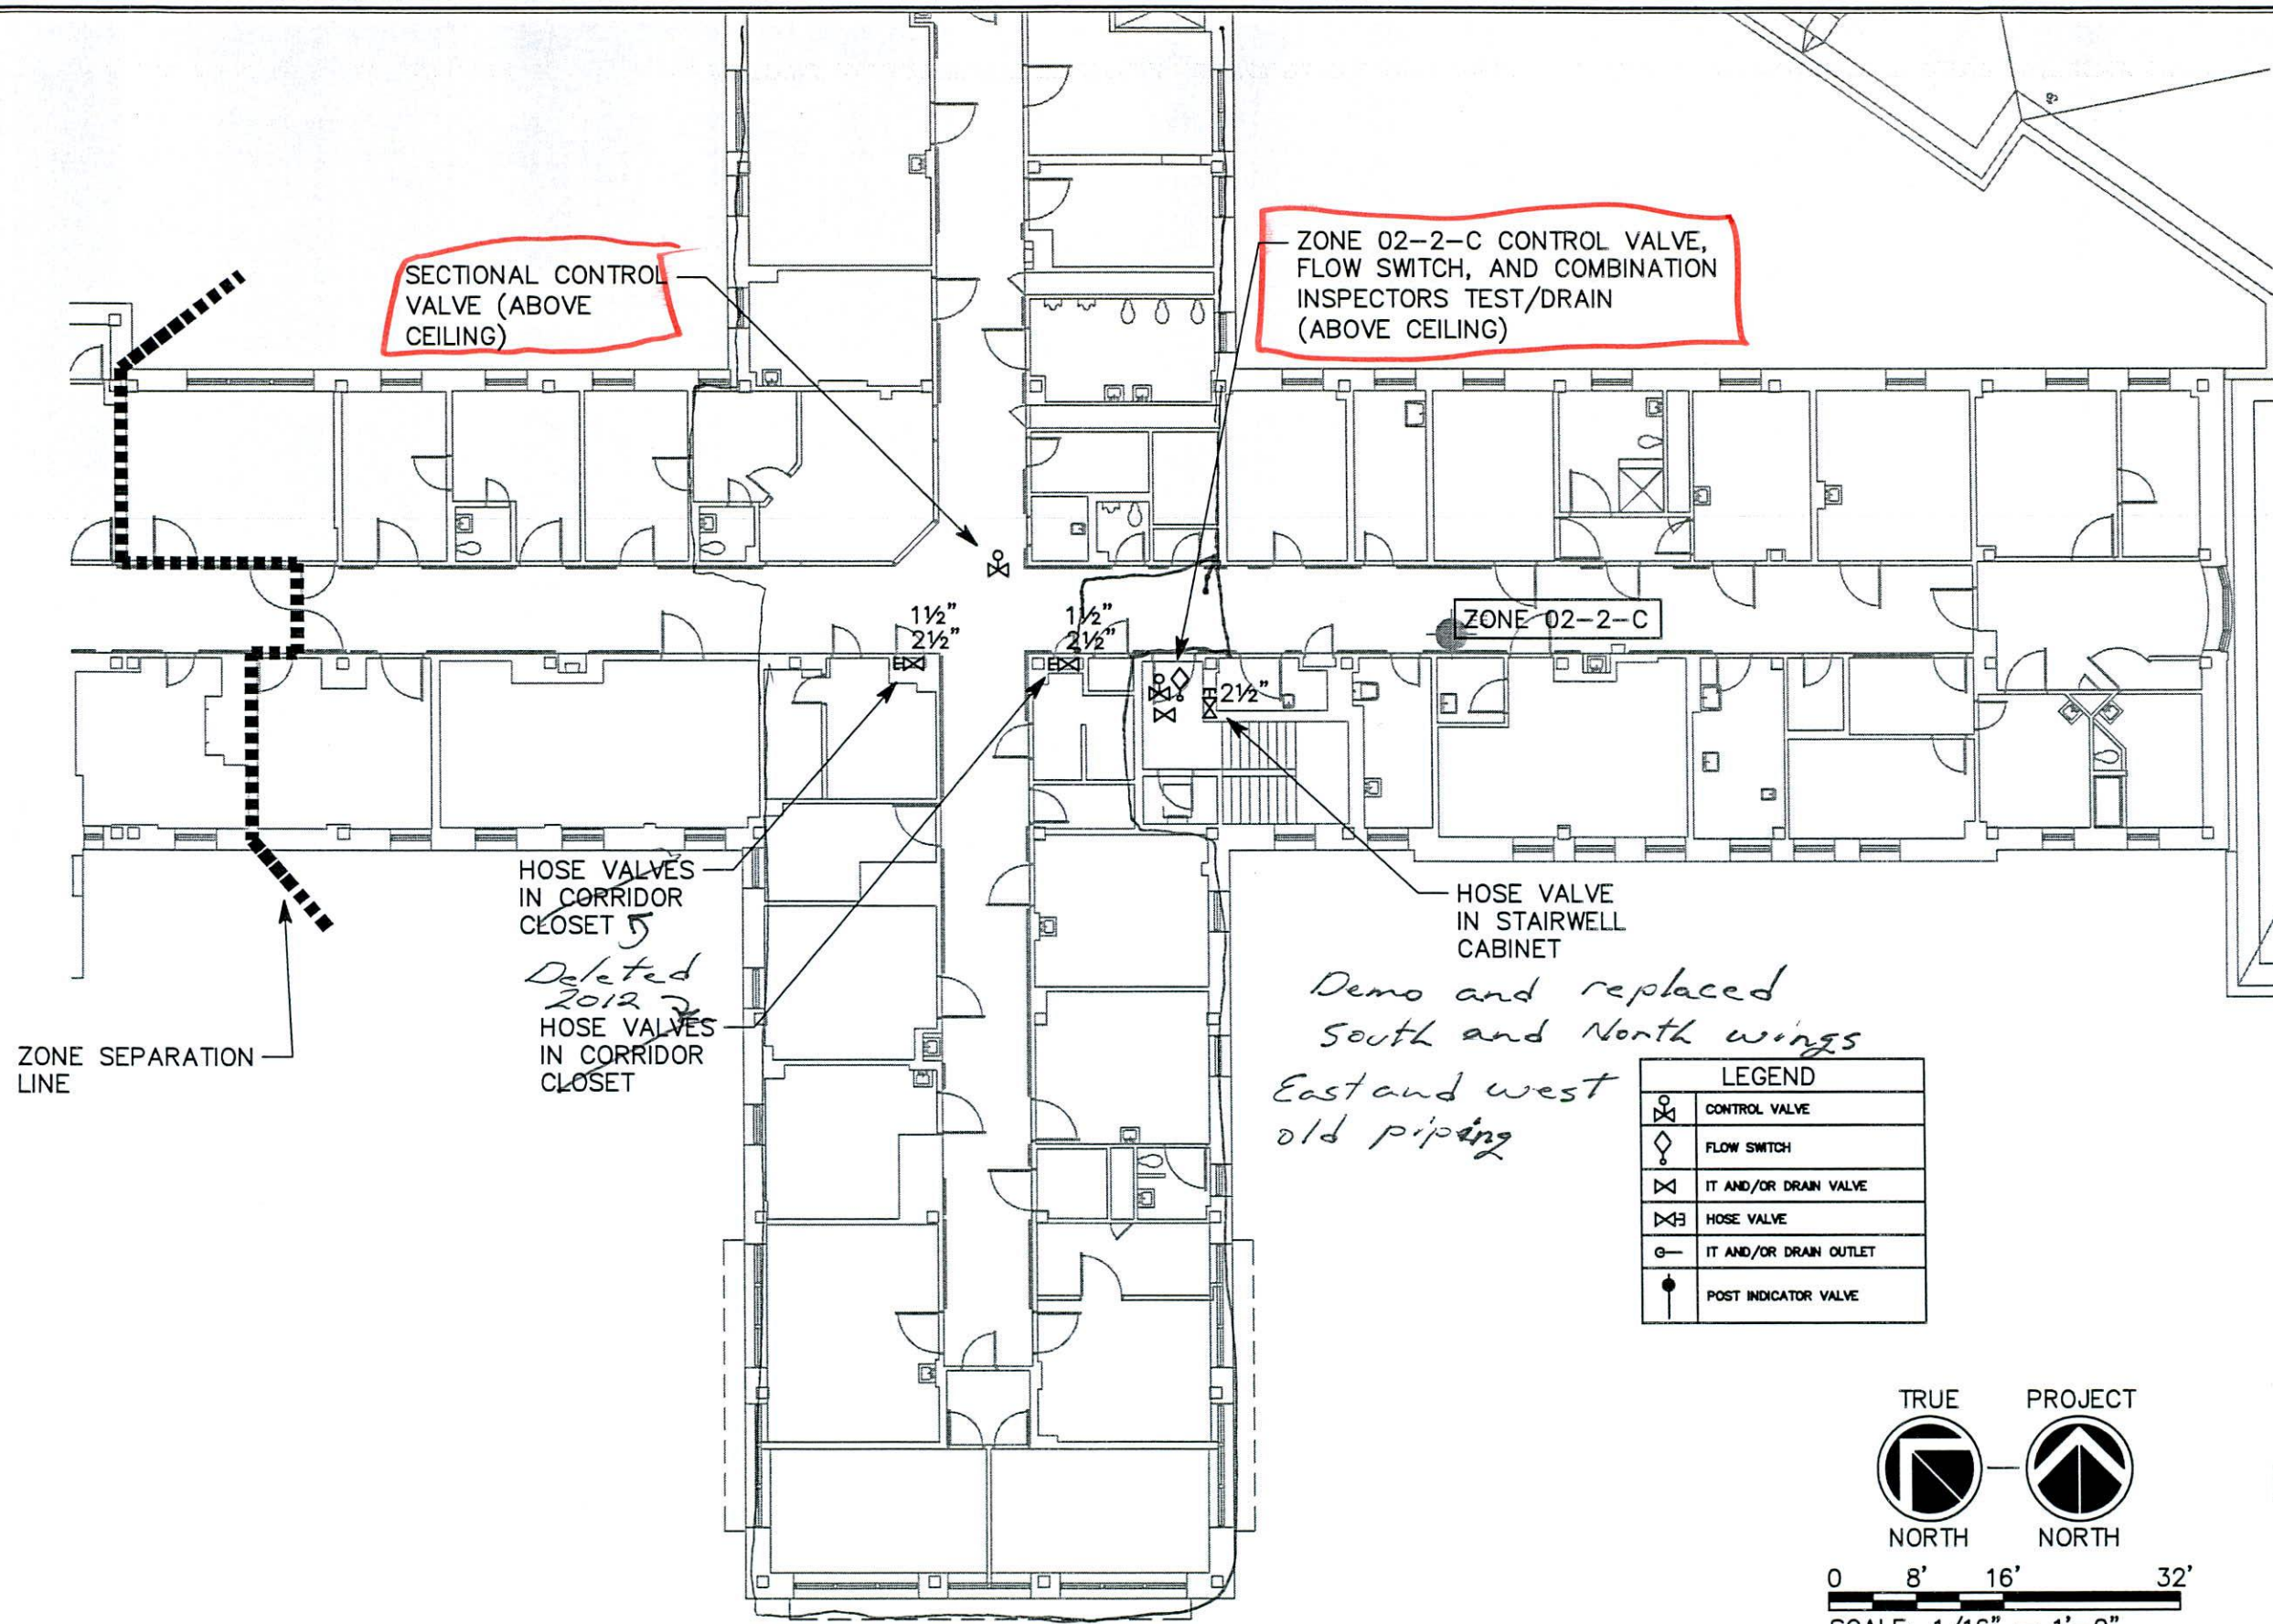 SECTIONAL CONTROL
VALVE (ABOVE
CEILING)
ZONE 02-2-C CONTROL VALVE,
FLOW SWITCH, AND COMBINATION
INSPECTORS TEST/DRAIN
(ABOVE CEILING)
1½"
2½"
1½"
2½"
ZONE 02-2-C
2½"
HOSE VALVES
IN CORRIDOR
CLOSET
Deleted
2012
HOSE VALVES
IN CORRIDOR
CLOSET
HOSE VALVE
IN STAIRWELL
CABINET
Demo and replaced
South and North wings
East and west
old piping
ZONE SEPARATION
LINE
LEGEND
CONTROL VALVE
FLOW SWITCH
IT AND/OR DRAIN VALVE
HOSE VALVE
IT AND/OR DRAIN OUTLET
POST INDICATOR VALVE
TRUE
NORTH
PROJECT
NORTH
0 8' 16' 32'